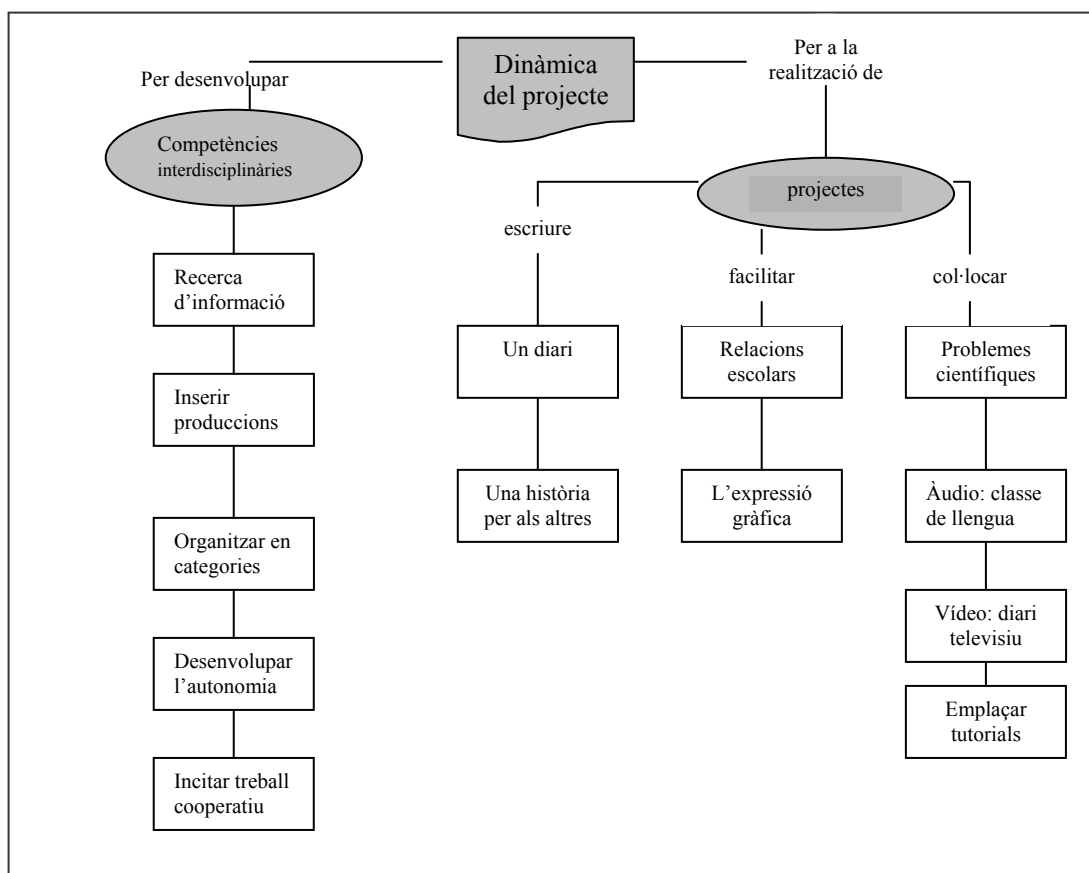 Dinàmica
del projecte
Per desenvolupar
Per a la
realització de
Competències
interdisciplinàries
Recerca
d’informació
Inserir
produccions
Organitzar en
categories
Desenvolupar
l’autonomia
Incitar treball
cooperatiu
projectes
escriure
Un diari
Una història
per als altres
facilitar
Relacions
escolars
L’expressió
gràfica
col·locar
Problemes
científiques
Àudio: classe
de llengua
Vídeo: diari
televisiu
Emplaçar
tutorials